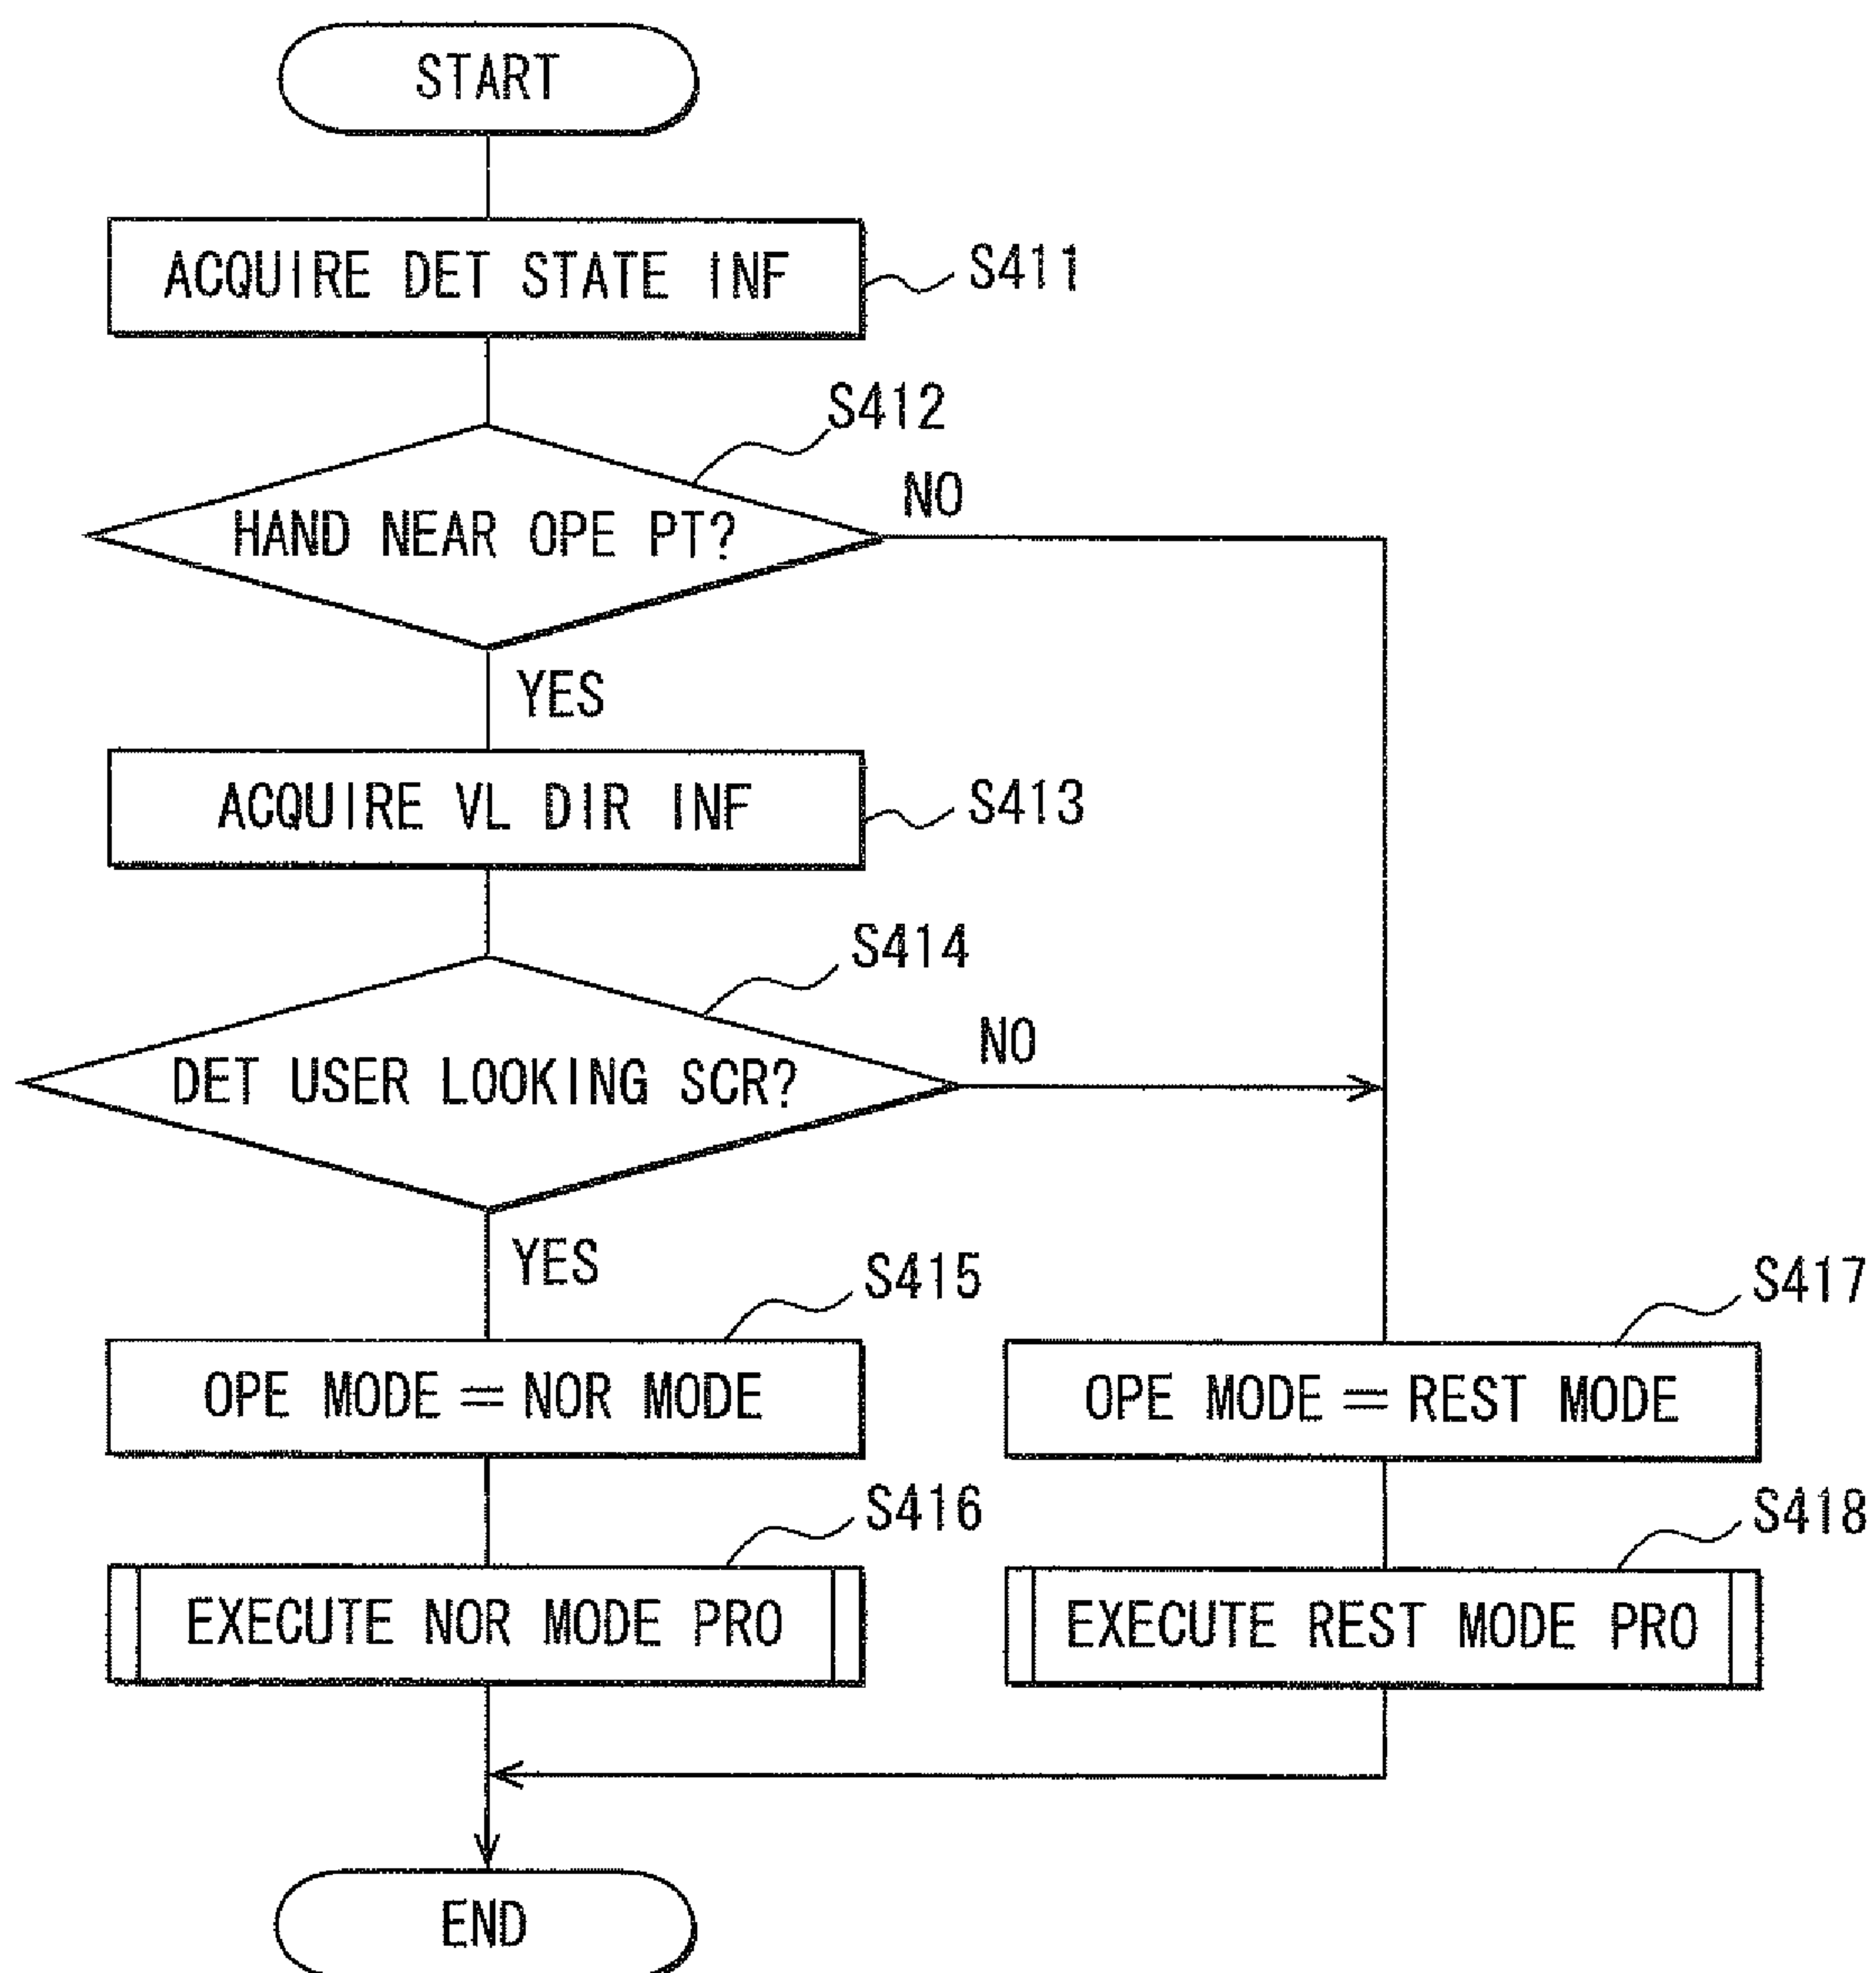 START
ACQUIRE DET STATE INF
S411
S412
HAND NEAR OPE PT?
NO
YES
ACQUIRE VL DIR INF
S413
S414
DET USER LOOKING SCR?
NO
YES
S415
OPE MODE = NOR MODE
S417
OPE MODE = REST MODE
S416
EXECUTE NOR MODE PRO
S418
EXECUTE REST MODE PRO
END